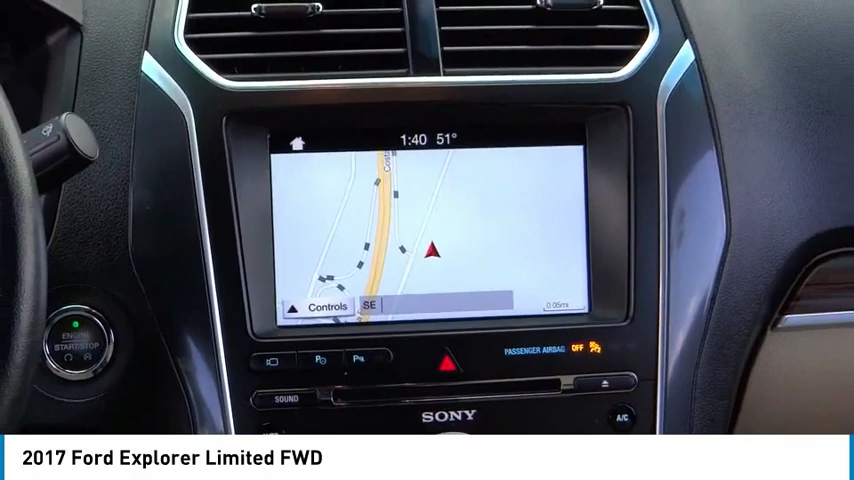 1:40 51°
Costa
Controls SE
0.05mi
ENGINE
START/STOP
PASSENGER AIRBAG OFF
SOUND
SONY
A/C
2017 Ford Explorer Limited FWD